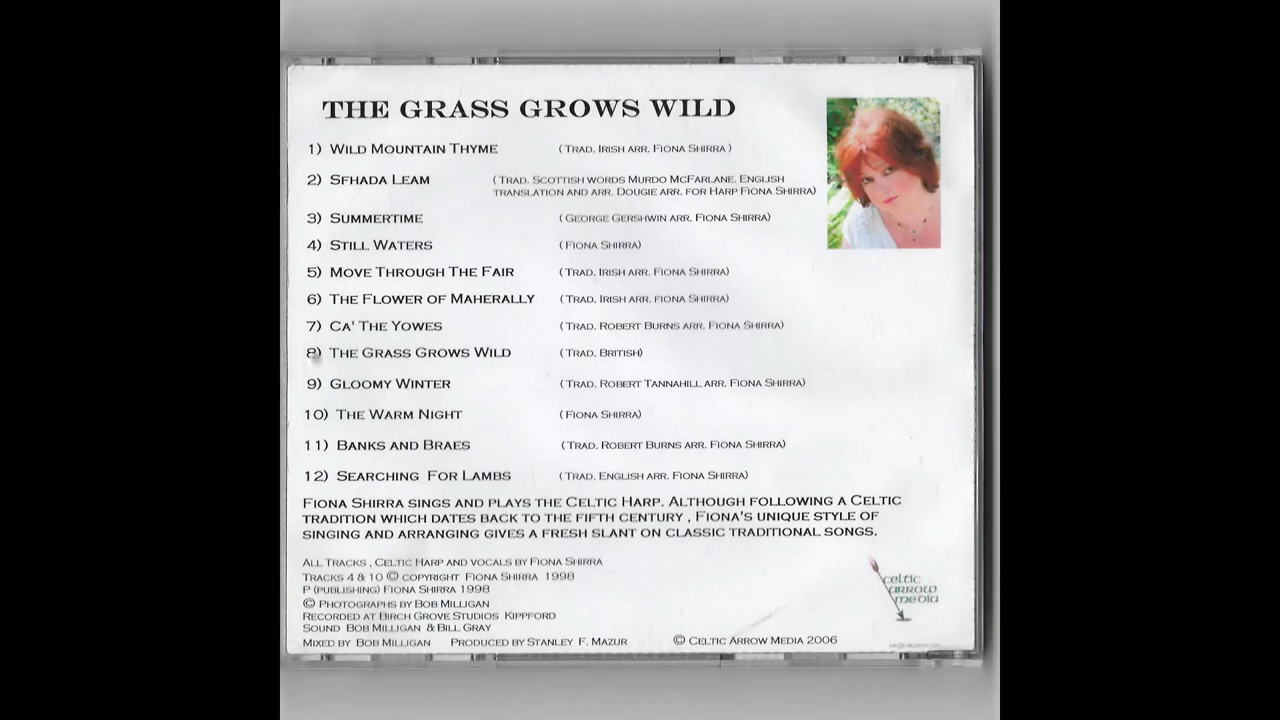 THE GRASS GROWS WILD
1) WILD MOUNTAIN THYME (TRAD. IRISH ARR. FIONA SHIRRA )
2) SFHADA LEAM (TRAD. SCOTTISH WORDS MURDO MCFARLANE. ENGLISH
TRANSLATION AND ARR. DOUGIE ARR. FOR HARP FIONA SHIRRA)
3) SUMMERTIME ( GEORGE GERSHWIN ARR. FIONA SHIRRA)
4) STILL WATERS (FIONA SHIRRA)
5) MOVE THROUGH THE FAIR (TRAD. IRISH ARR. FIONA SHIRRA)
6) THE FLOWER OF MAHERALLY (TRAD. IRISH ARR. FIONA SHIRRA)
7) CA' THE YOWES (TRAD. ROBERT BURNS ARR. FIONA SHIRRA)
8) THE GRASS GROWS WILD (TRAD. BRITISH)
9) GLOOMY WINTER (TRAD. ROBERT TANNAHILL ARR. FIONA SHIRRA)
10) THE WARM NIGHT (FIONA SHIRRA)
11) BANKS AND BRAES (TRAD. ROBERT BURNS ARR. FIONA SHIRRA)
12) SEARCHING FOR LAMBS (TRAD. ENGLISH ARR. FIONA SHIRRA)
FIONA SHIRRA SINGS AND PLAYS THE CELTIC HARP. ALTHOUGH FOLLOWING A CELTIC
TRADITION WHICH DATES BACK TO THE FIFTH CENTURY , FIONA'S UNIQUE STYLE OF
SINGING AND ARRANGING GIVES A FRESH SLANT ON CLASSIC TRADITIONAL SONGS.
ALL TRACKS , CELTIC HARP AND VOCALS BY FIONA SHIRRA
TRACKS 4 & 10 © COPYRIGHT FIONA SHIRRA 1998
P (PUBLISHING) FIONA SHIRRA 1998
© PHOTOGRAPHS BY BOB MILLIGAN
RECORDED AT BIRCH GROVE STUDIOS KIPPFORD
SOUND BOB MILLIGAN & BILL GRAY
MIXED BY BOB MILLIGAN PRODUCED BY STANLEY F. MAZUR © CELTIC ARROW MEDIA 2006
celtic
arrow
media